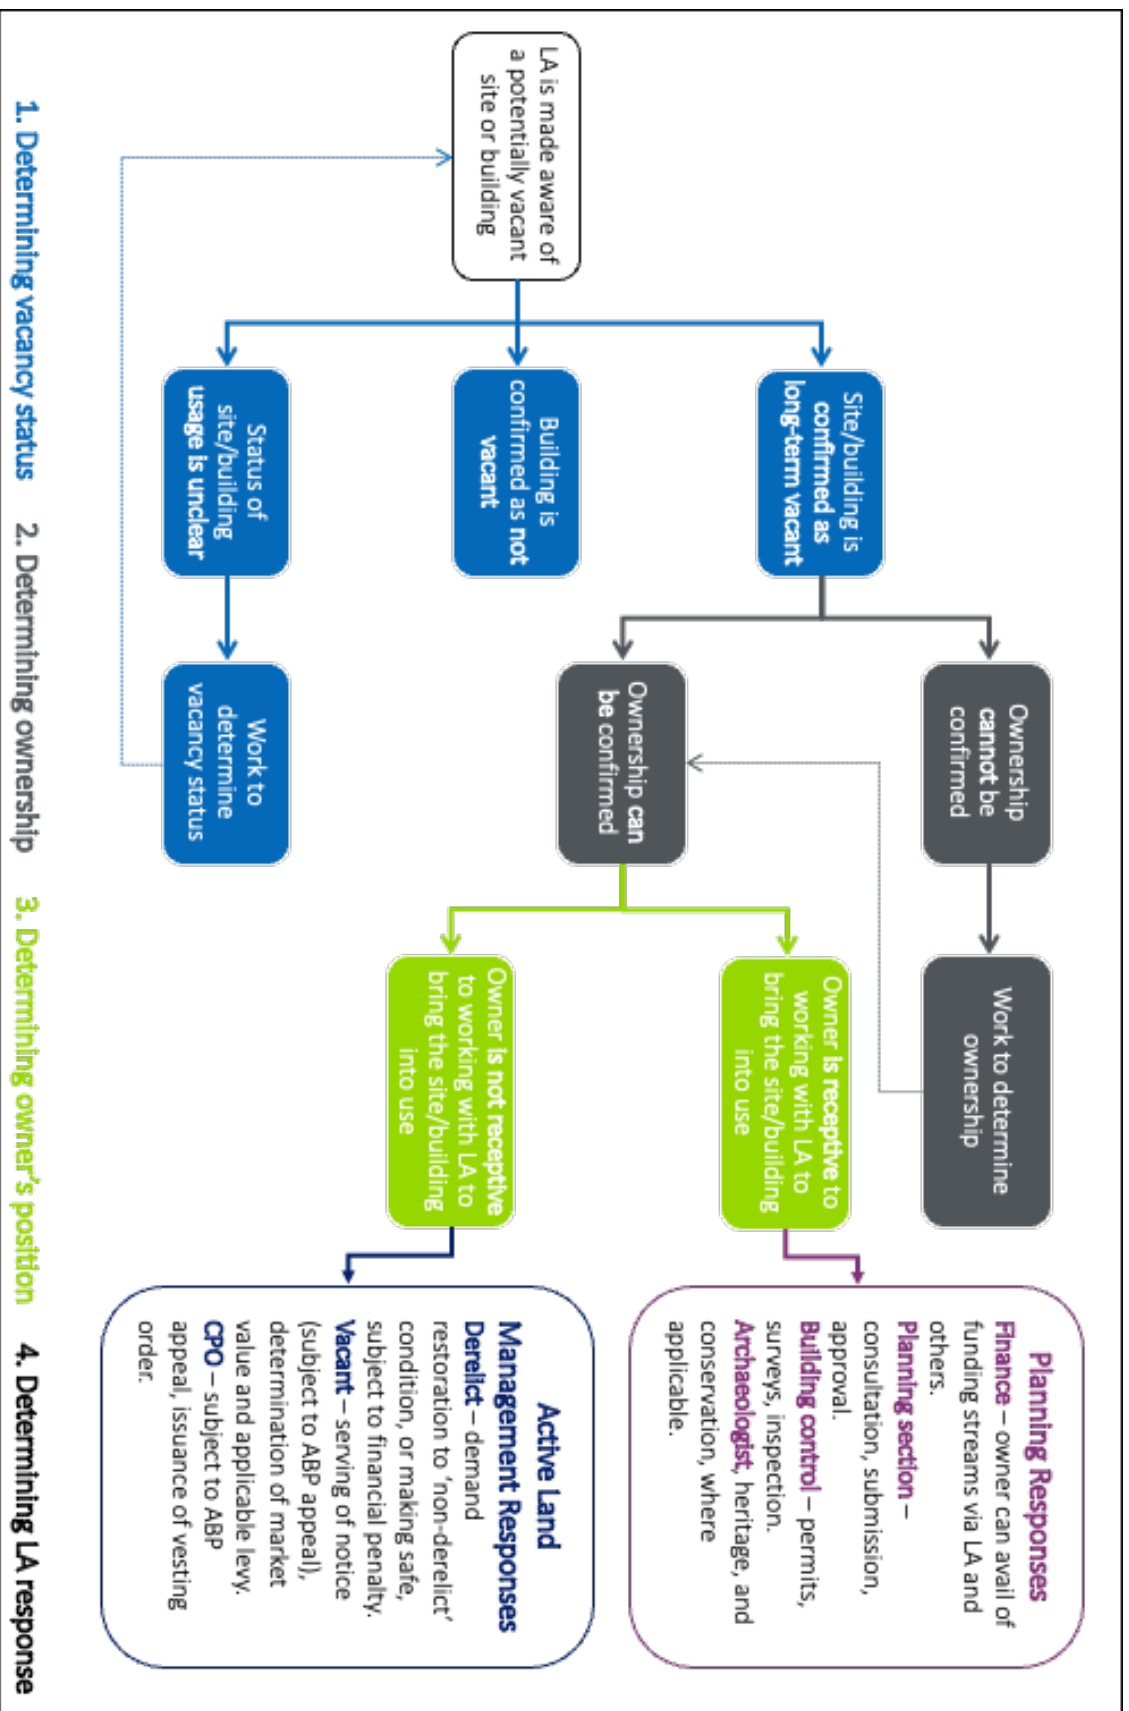 LA is made aware of
a potentially vacant
site or building
Site/building is
confirmed as
long-term vacant
Building is
confirmed as not
vacant
Status of
site/building
usage is unclear
Work to
determine
vacancy status
Ownership
cannot be
confirmed
Ownership can
be confirmed
Work to determine
ownership
Owner is receptive to
working with LA to
bring the site/building
into use
Owner is not receptive
to working with LA to
bring the site/building
into use
Planning Responses
Finance – owner can avail of
funding streams via LA and
others.
Planning section –
consultation, submission,
approval.
Building control – permits,
surveys, inspection.
Archaeologist, heritage, and
conservation, where
applicable.
Active Land
Management Responses
Derelict – demand
restoration to ‘non-derelict’
condition, or making safe,
subject to financial penalty.
Vacant – serving of notice
(subject to ABP appeal),
determination of market
value and applicable levy.
CPO – subject to ABP
appeal, issuance of vesting
order.
1. Determining vacancy status
2. Determining ownership
3. Determining owner’s position
4. Determining LA response